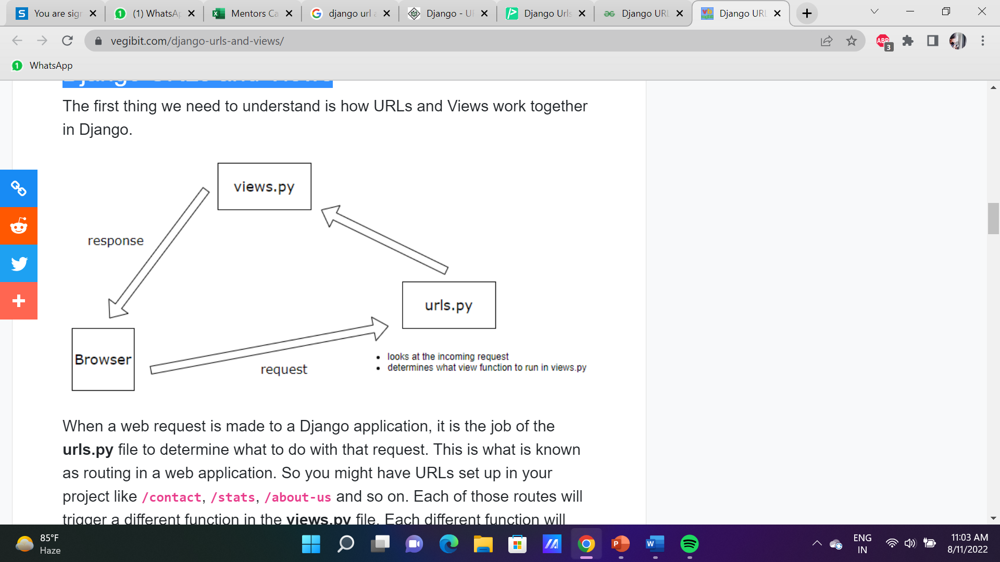 You are sig
(1) WhatsAp
Mentors Ca
django url a
Django - U
Django Urls
Django URL
Django URL
vegibit.com/django-urls-and-views/
ABP
3
1 WhatsApp
Django URLs and Views
The first thing we need to understand is how URLs and Views work together
in Django.
views.py
response
urls.py
Browser
request
• looks at the incoming request
• determines what view function to run in views.py
When a web request is made to a Django application, it is the job of the
urls.py file to determine what to do with that request. This is what is known
as routing in a web application. So you might have URLs set up in your
project like /contact, /stats, /about-us and so on. Each of those routes will
trigger a different function in the views.py file. Each different function will
85°F
Haze
ENG
IN
11:03 AM
8/11/2022